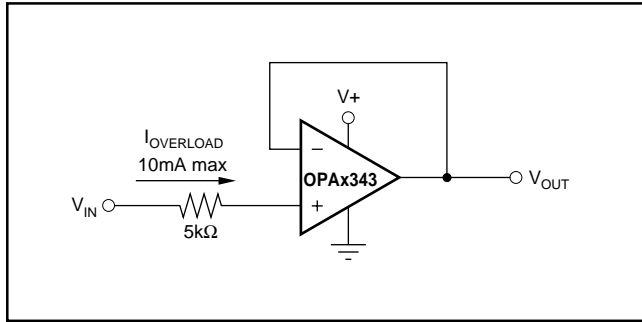 V+
I_OVERLOAD
10mA max
−
OPAx343
+
V_IN
5kΩ
V_OUT